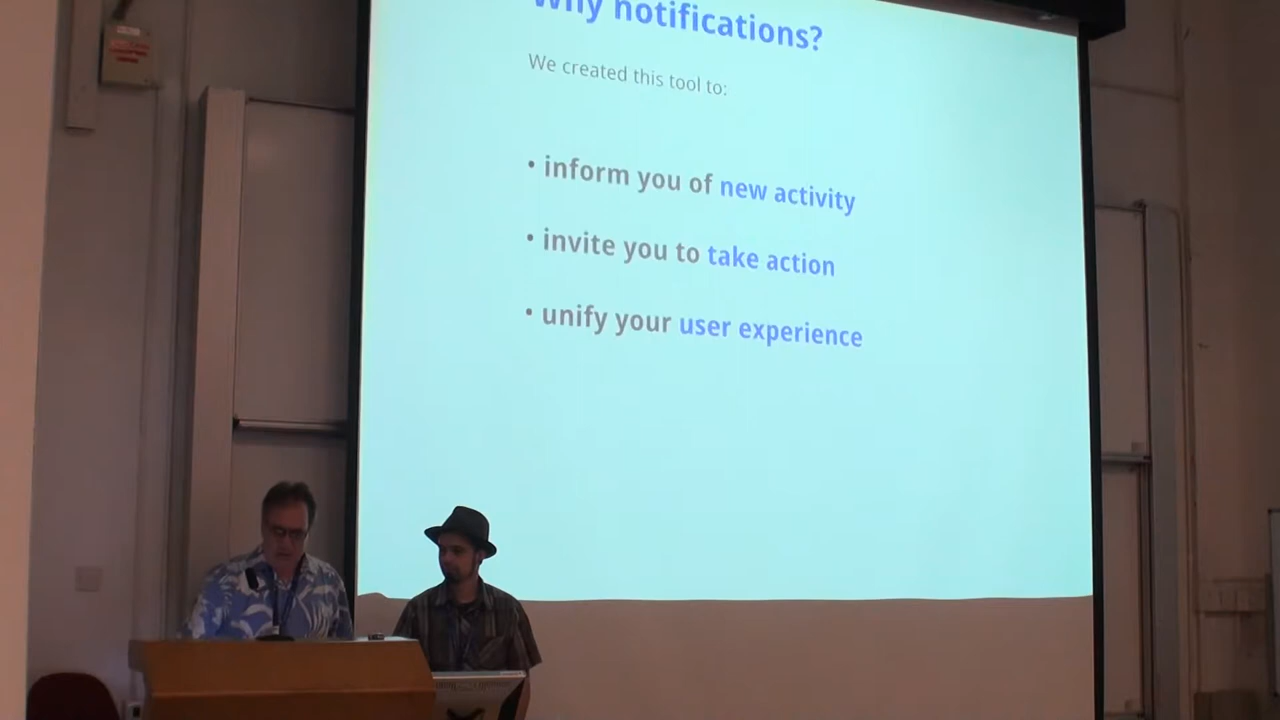 Why notifications?
We created this tool to:
• inform you of new activity
• invite you to take action
• unify your user experience